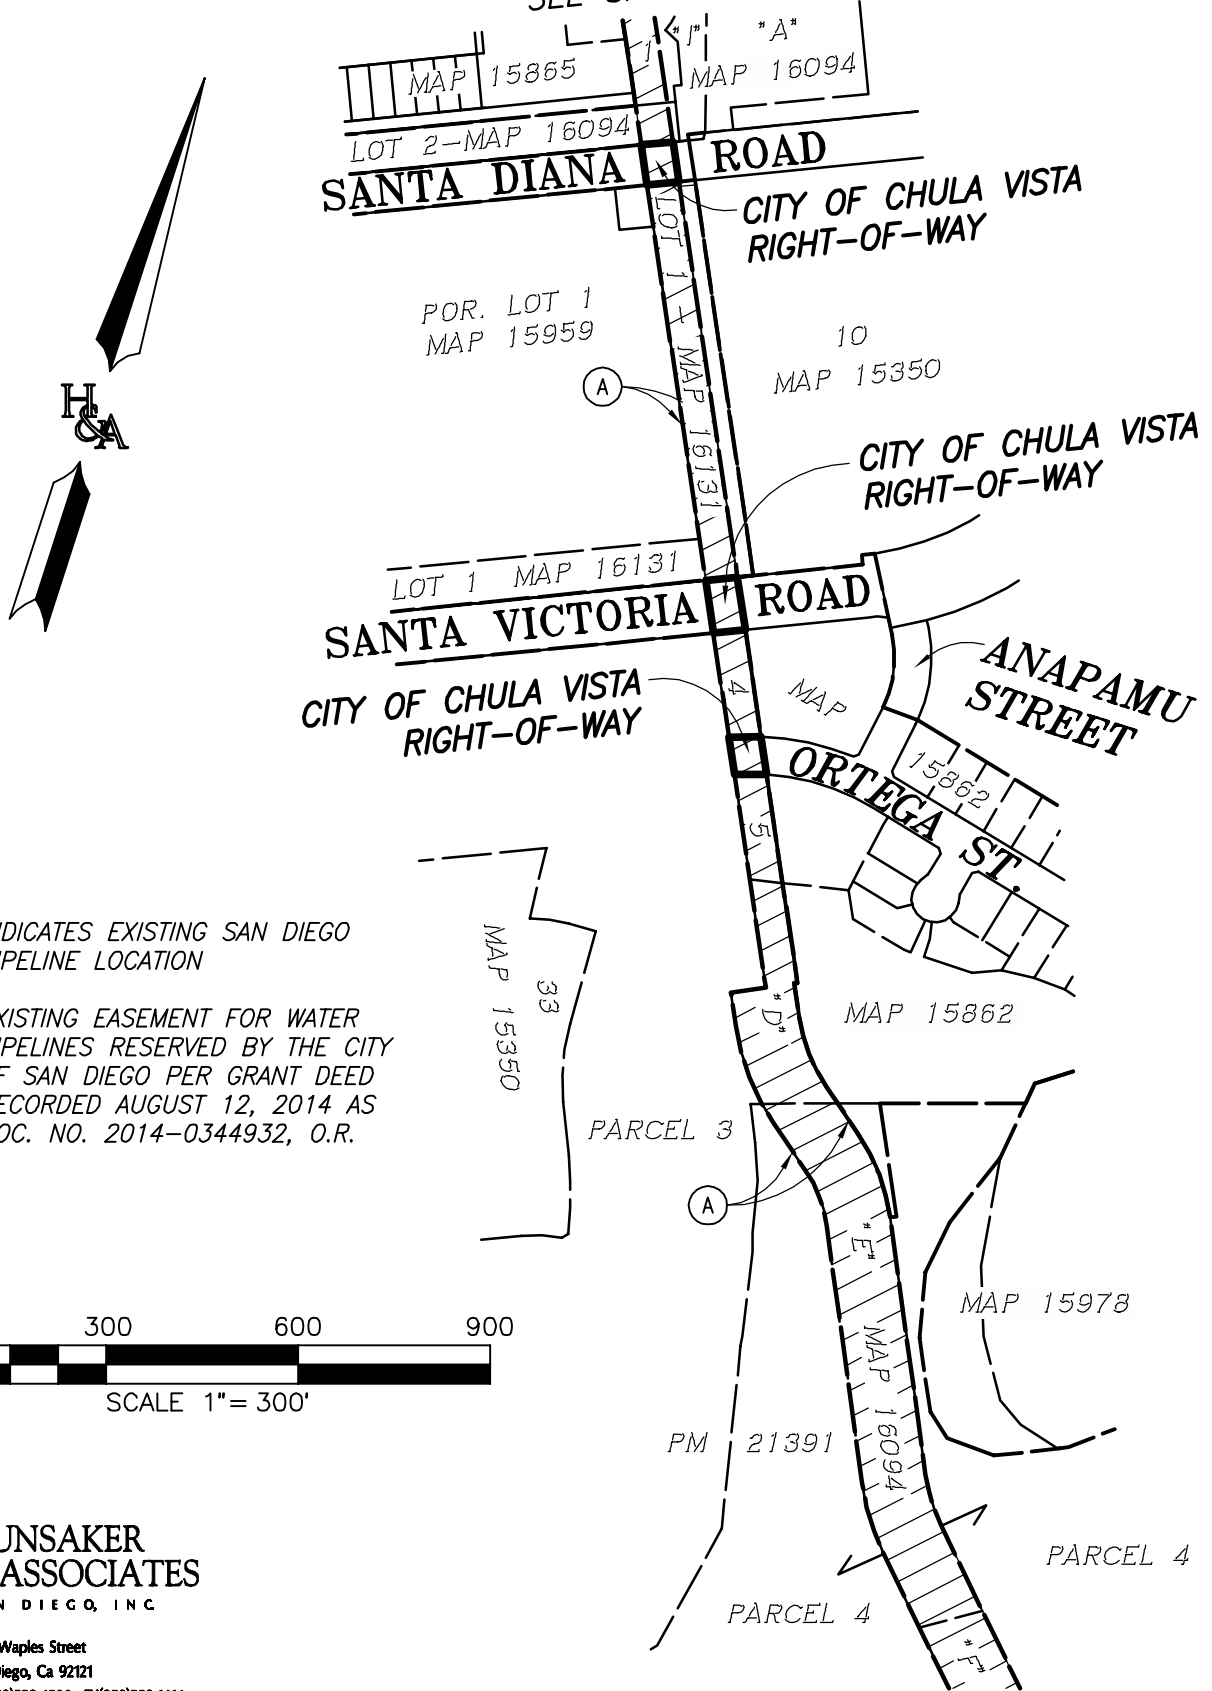 "I"
"A"
1
MAP 15865
MAP 16094
LOT 2-MAP 16094
SANTA DIANA ROAD
CITY OF CHULA VISTA
RIGHT-OF-WAY
LOT 1 MAP 16131
POR. LOT 1
MAP 15959
10
MAP 15350
A
H&A
CITY OF CHULA VISTA
RIGHT-OF-WAY
LOT 1 MAP 16131
SANTA VICTORIA ROAD
ANAPAMU
STREET
CITY OF CHULA VISTA
RIGHT-OF-WAY
4
MAP
15862
ORTEGA ST.
5
NDICATES EXISTING SAN DIEGO
IPELINE LOCATION
33
MAP 15350
"D"
MAP 15862
XISTING EASEMENT FOR WATER
IPELINES RESERVED BY THE CITY
F SAN DIEGO PER GRANT DEED
ECORDED AUGUST 12, 2014 AS
OC. NO. 2014-0344932, O.R.
PARCEL 3
A
"E"
MAP 16094
MAP 15978
300 600 900
SCALE 1"= 300'
PM 21391
UNSAKER
ASSOCIATES
N DIEGO, INC
PARCEL 4
PARCEL 4
"F"
Waples Street
Diego, Ca 92121